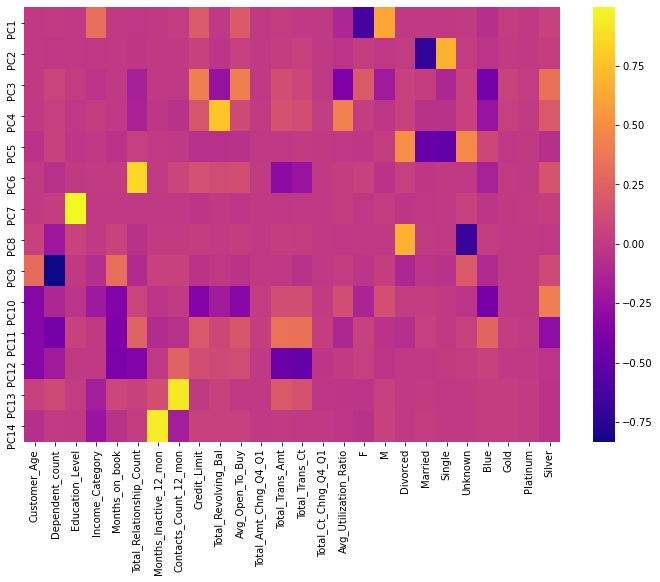 PC1
PC2
PC3
PC4
PC5
PC6
PC7
PC8
PC9
PC10
PC11
PC12
PC13
PC14
Customer_Age
Dependent_count
Education_Level
Income_Category
Months_on_book
Total_Relationship_Count
Months_Inactive_12_mon
Contacts_Count_12_mon
Credit_Limit
Total_Revolving_Bal
Avg_Open_To_Buy
Total_Amt_Chng_Q4_Q1
Total_Trans_Amt
Total_Trans_Ct
Total_Ct_Chng_Q4_Q1
Avg_Utilization_Ratio
F
M
Divorced
Married
Single
Unknown
Blue
Gold
Platinum
Silver
0.75
0.50
0.25
0.00
−0.25
−0.50
−0.75